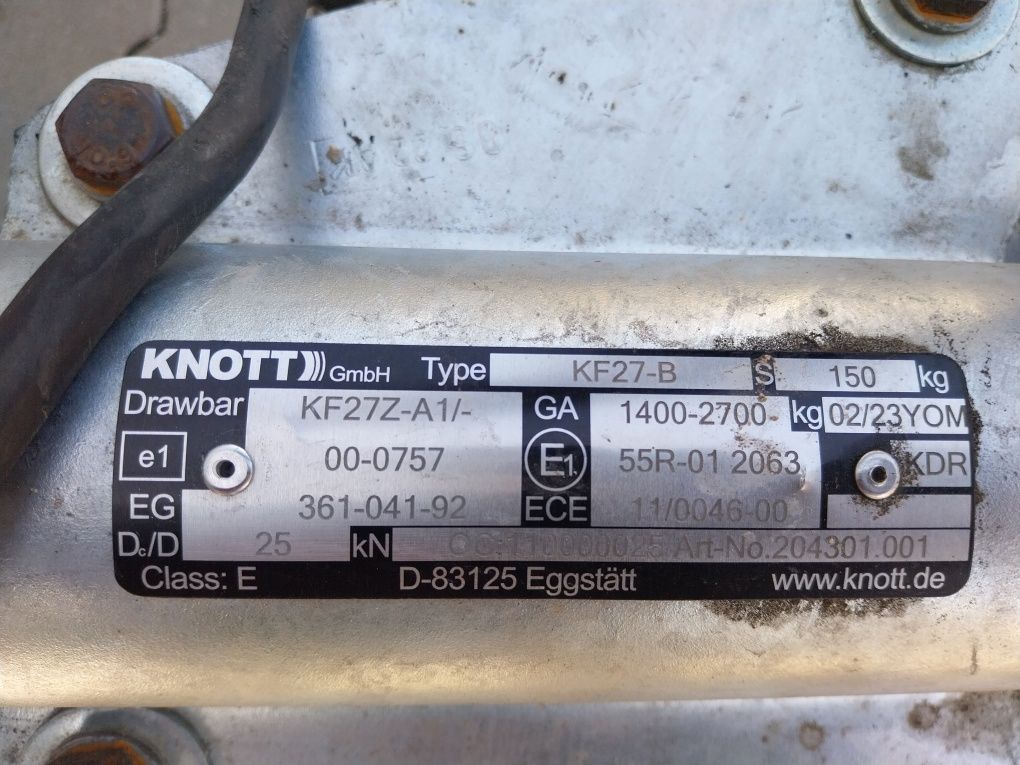 KNOTT GmbH Type KF27-B S 150 kg
Drawbar KF27Z-A1/- GA 1400-2700 kg 02/23YOM
e1 00-0757 E1 55R-01 2063 KDR
EG 361-041-92 ECE 11/0046-00
Dc/D 25 kN Art-No.204301.001
Class: E D-83125 Eggstätt www.knott.de